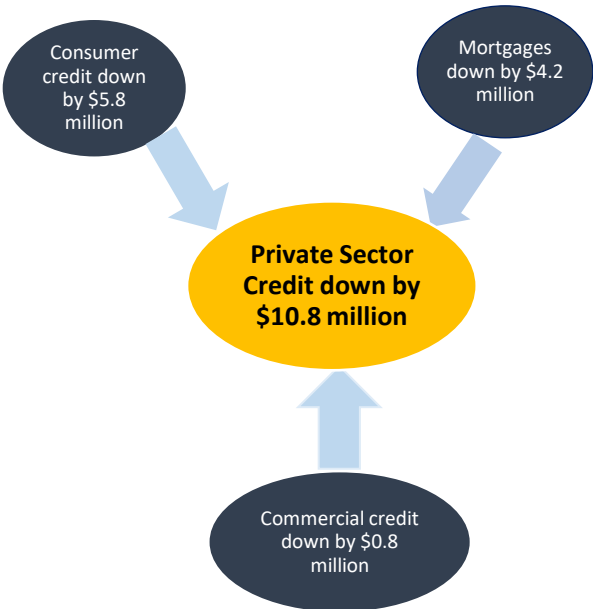 Consumer
credit down
by $5.8
million
Mortgages
down by $4.2
million
Private Sector
Credit down by
$10.8 million
Commercial credit
down by $0.8
million